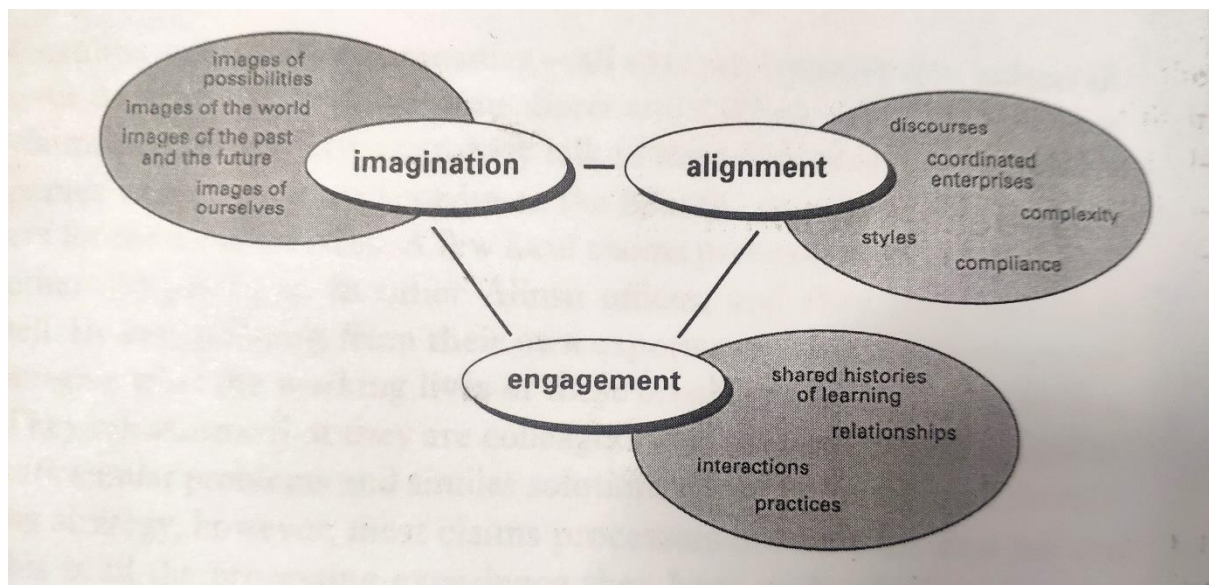 images of
possibilities
images of the world
images of the past
and the future
images of
ourselves
imagination
alignment
discourses
coordinated
enterprises
complexity
styles
compliance
engagement
shared histories
of learning
relationships
interactions
practices